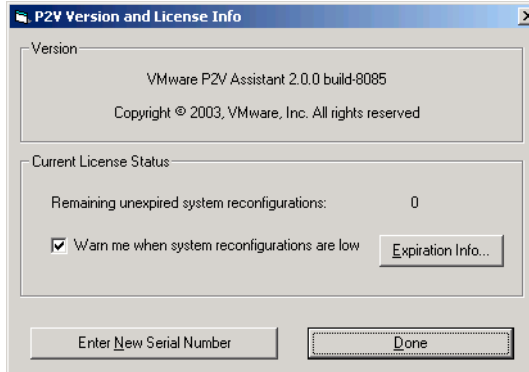 P2V Version and License Info
Version
VMware P2V Assistant 2.0.0 build-8085
Copyright © 2003, VMware, Inc. All rights reserved
Current License Status
Remaining unexpired system reconfigurations: 0
Warn me when system reconfigurations are low
Expiration Info...
Enter New Serial Number
Done